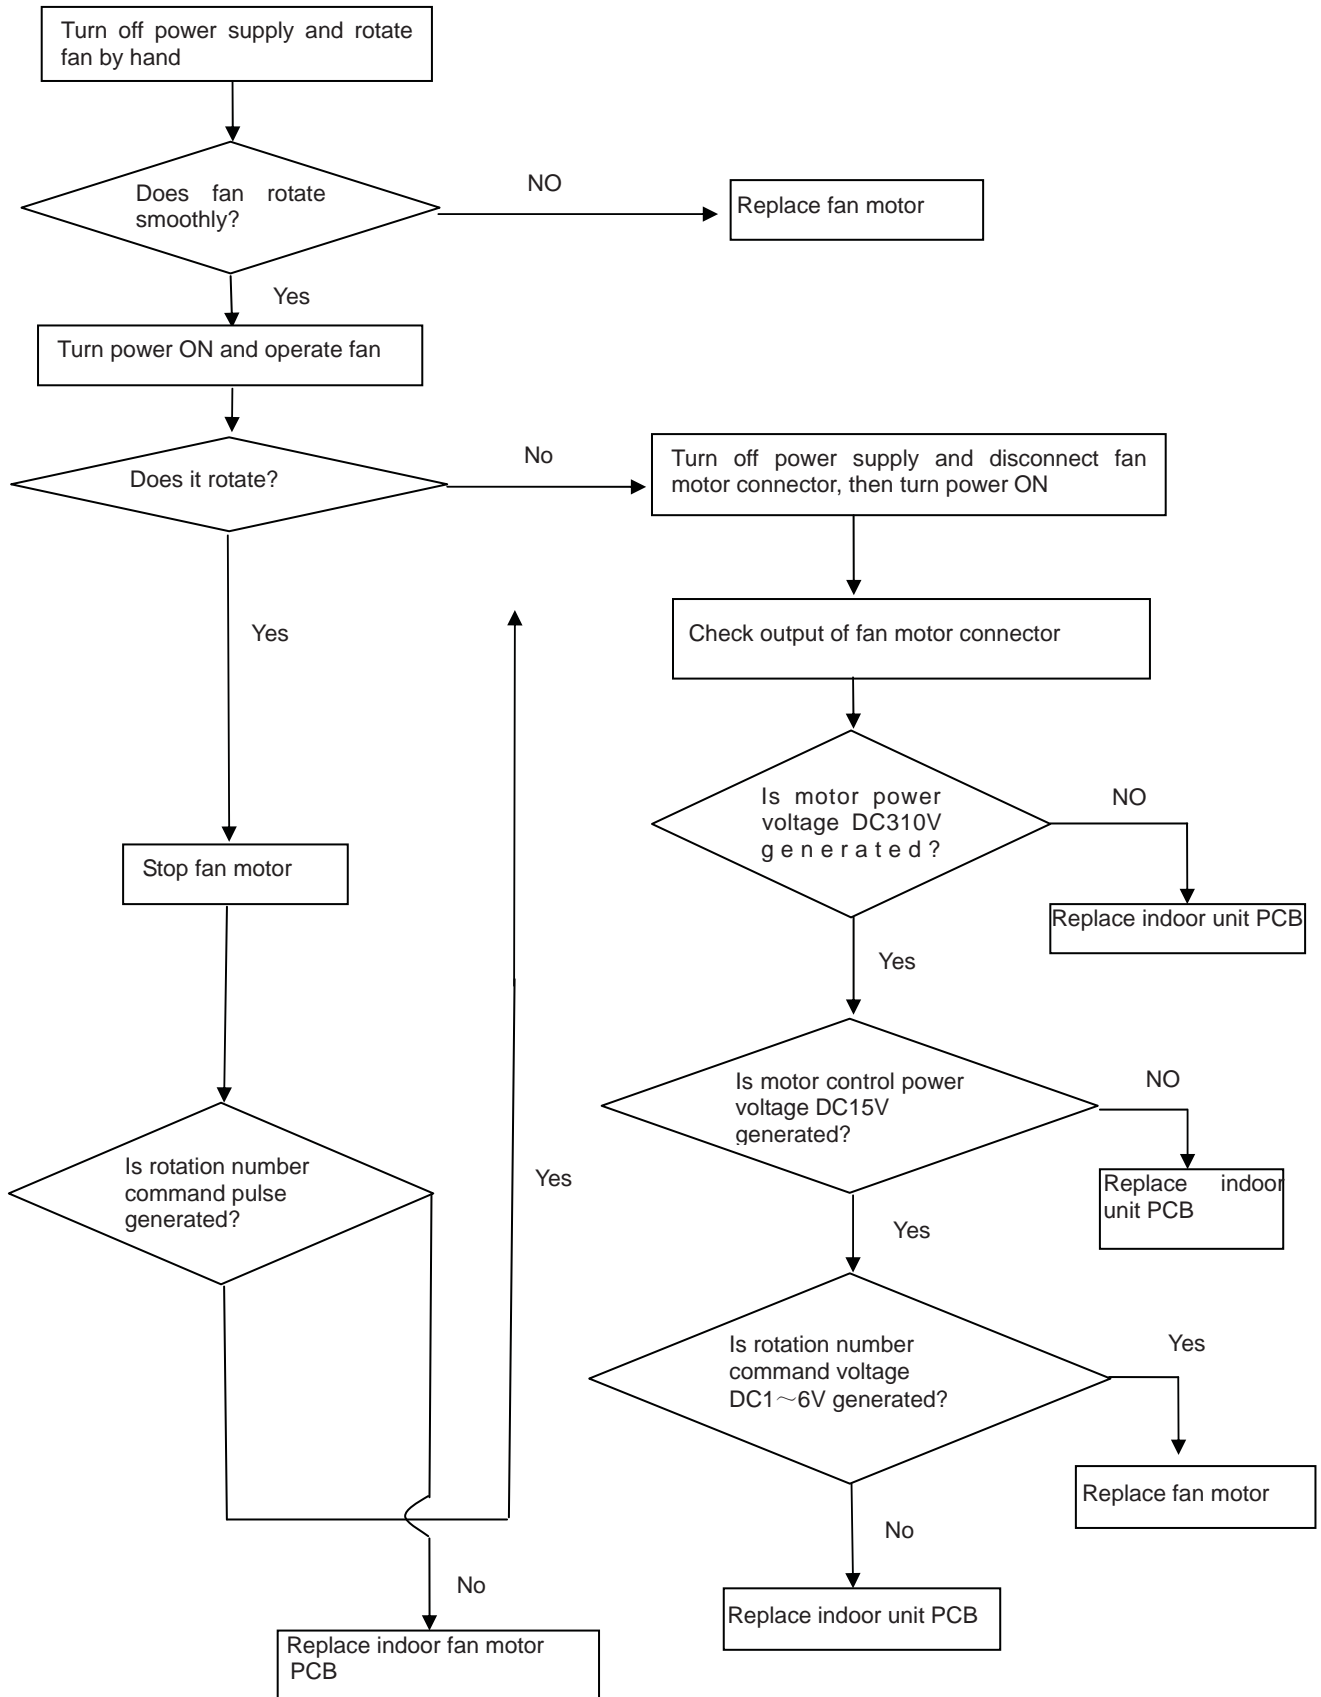 Turn off power supply and rotate
fan by hand
Does fan rotate
smoothly?
NO
Replace fan motor
Yes
Turn power ON and operate fan
Does it rotate?
No
Turn off power supply and disconnect fan
motor connector, then turn power ON
Yes
Check output of fan motor connector
Is motor power
voltage DC310V
generated?
NO
Stop fan motor
Replace indoor unit PCB
Yes
Is motor control power
voltage DC15V
generated?
NO
Is rotation number
command pulse
generated?
Yes
Replace indoor
unit PCB
Yes
Is rotation number
command voltage
DC1～6V generated?
Yes
Replace fan motor
No
No
Replace indoor unit PCB
Replace indoor fan motor
PCB